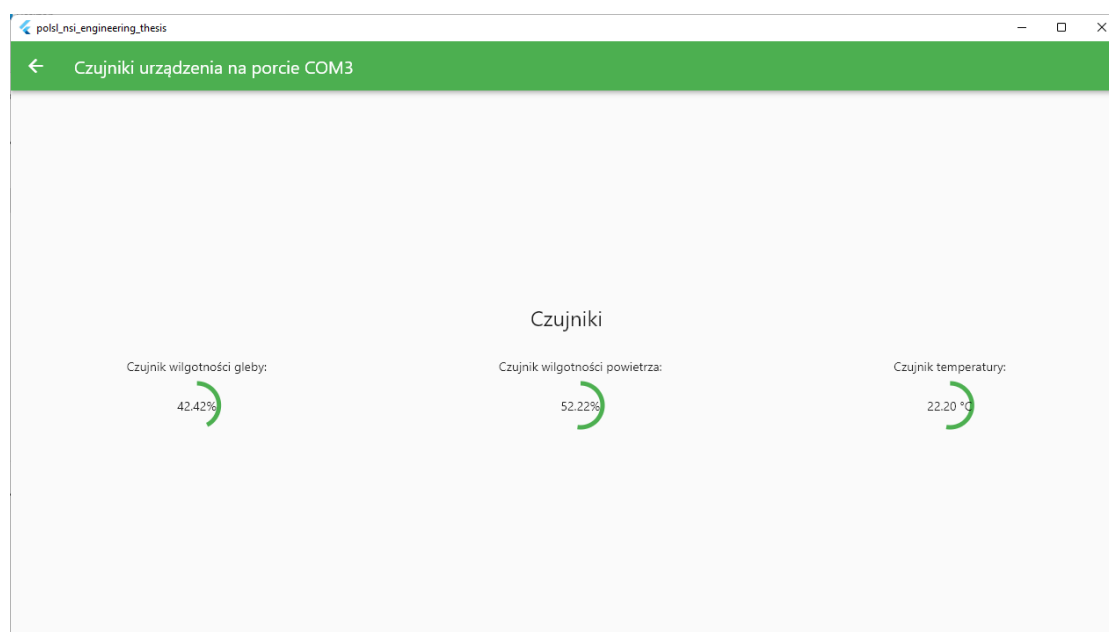 polsl_nsi_engineering_thesis
Czujniki urządzenia na porcie COM3
Czujniki
Czujnik wilgotności gleby:
42.42%
Czujnik wilgotności powietrza:
52.22%
Czujnik temperatury:
22.20 °C